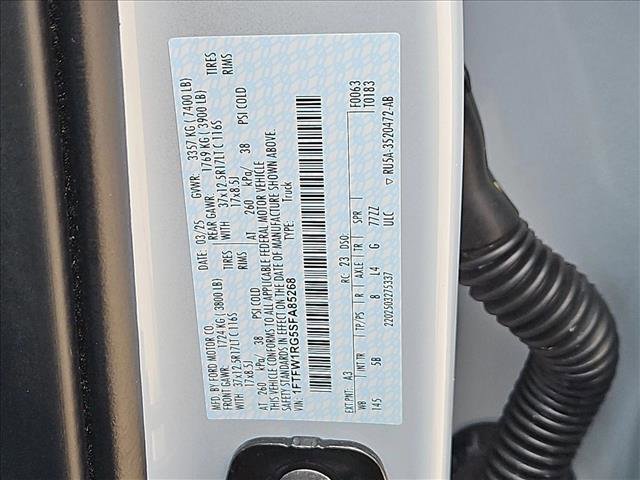 MFD. BY FORD MOTOR CO.
DATE: 03/25 GVWR: 3357 KG ( 7400 LB)
FRONT GAWR: 1724 KG ( 3800 LB) REAR GAWR: 1769 KG ( 3900 LB)
WITH 37x12.5R17LT C 116S TIRES WITH 37x12.5R17LT C 116S TIRES
17x8.5J RIMS 17x8.5J RIMS
AT 260 kPa/ 38 PSI COLD AT 260 kPa/ 38 PSI COLD
THIS VEHICLE CONFORMS TO ALL APPLICABLE FEDERAL MOTOR VEHICLE
SAFETY STANDARDS IN EFFECT ON THE DATE OF MANUFACTURE SHOWN ABOVE.
VIN: 1FTFW1RG5SFA85268 TYPE: Truck
F0063
T0183
EXT PNT: A3 RC: 23 DSO:
WB TP/PS R AXLE TR SPR
145 5B 8 L4 G 77ZZ
ULC
2202503275337 ▽ RU5A-3520472-AB